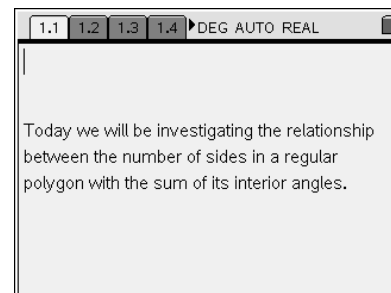 1.1 1.2 1.3 1.4 DEG AUTO REAL
Today we will be investigating the relationship
between the number of sides in a regular
polygon with the sum of its interior angles.